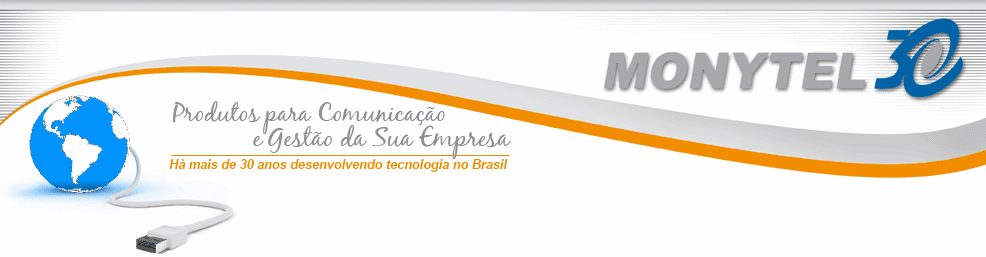 MONYTEL 30
Produtos para Comunicação
e Gestão da Sua Empresa
Hà mais de 30 anos desenvolvendo tecnologia no Brasil